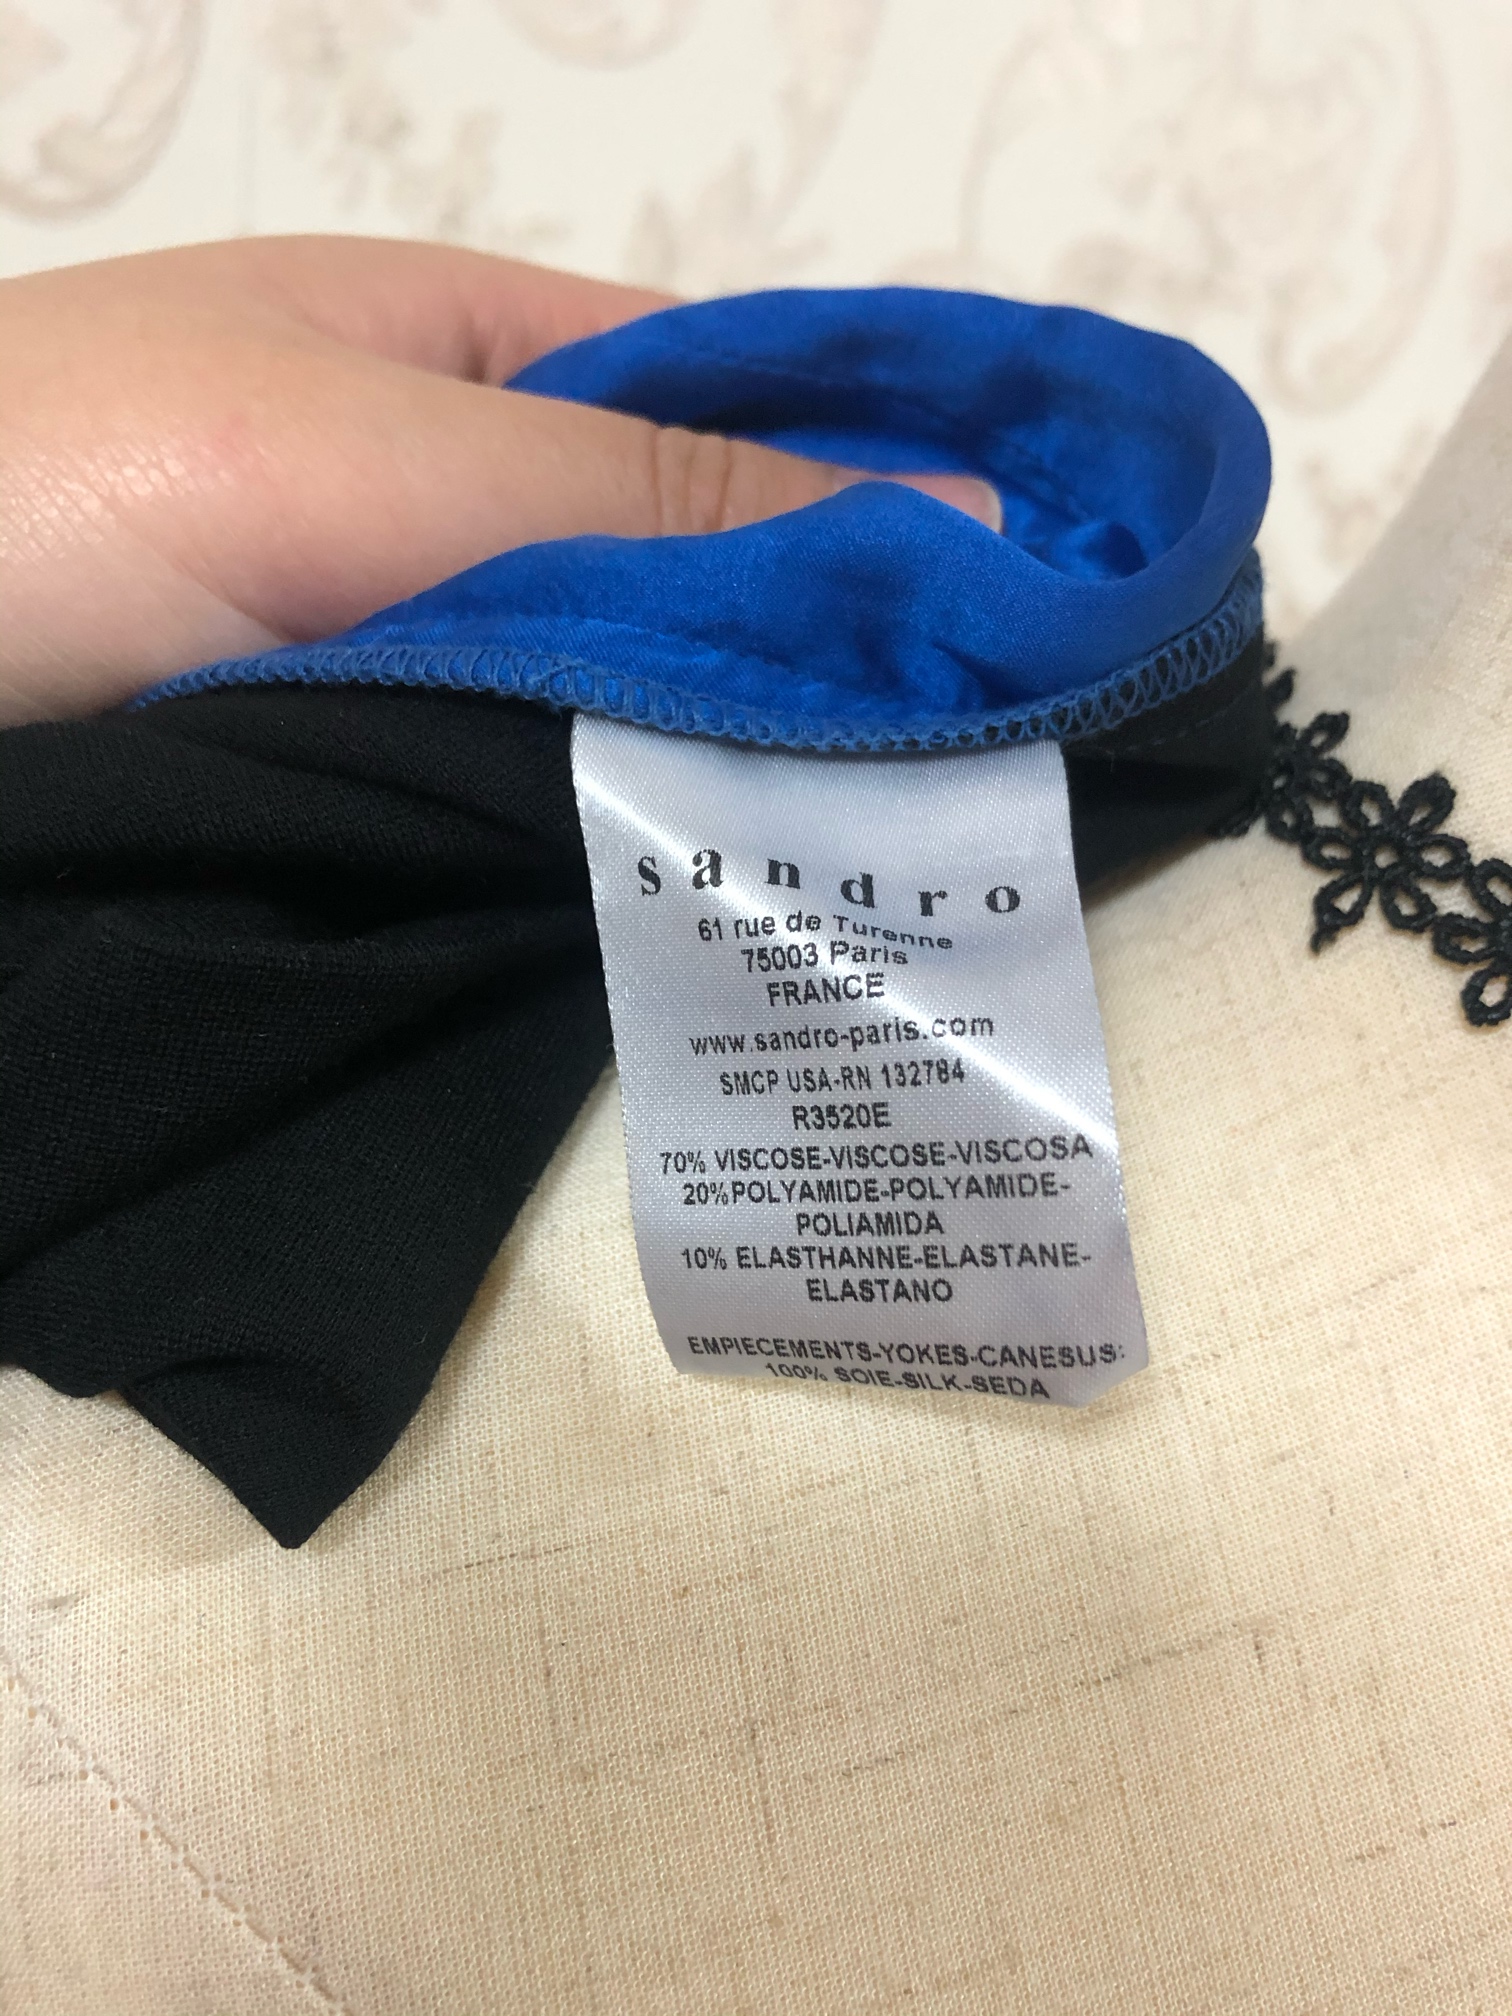 sandro
61 rue de Turenne
75003 Paris
FRANCE
www.sandro-paris.com
SMCP USA-RN 132784
R3520E
70% VISCOSE-VISCOSE-VISCOSA
20%POLYAMIDE-POLYAMIDE-
POLIAMIDA
10% ELASTHANNE-ELASTANE-
ELASTANO
EMPIECEMENTS-YOKES-CANESUS:
100% SOIE-SILK-SEDA